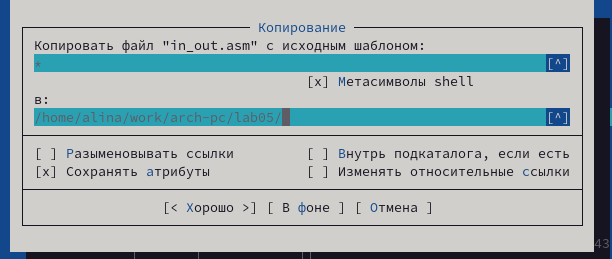 Копирование
Копировать файл "in_out.asm" с исходным шаблоном:
* [^]
[x] Метасимволы shell
в:
/home/alina/work/arch-pc/lab05/ [^]
[ ] Разыменовывать ссылки [ ] Внутрь подкаталога, если есть
[x] Сохранять атрибуты [ ] Изменять относительные ссылки
[< Хорошо >] [ В фоне ] [ Отмена ]
43